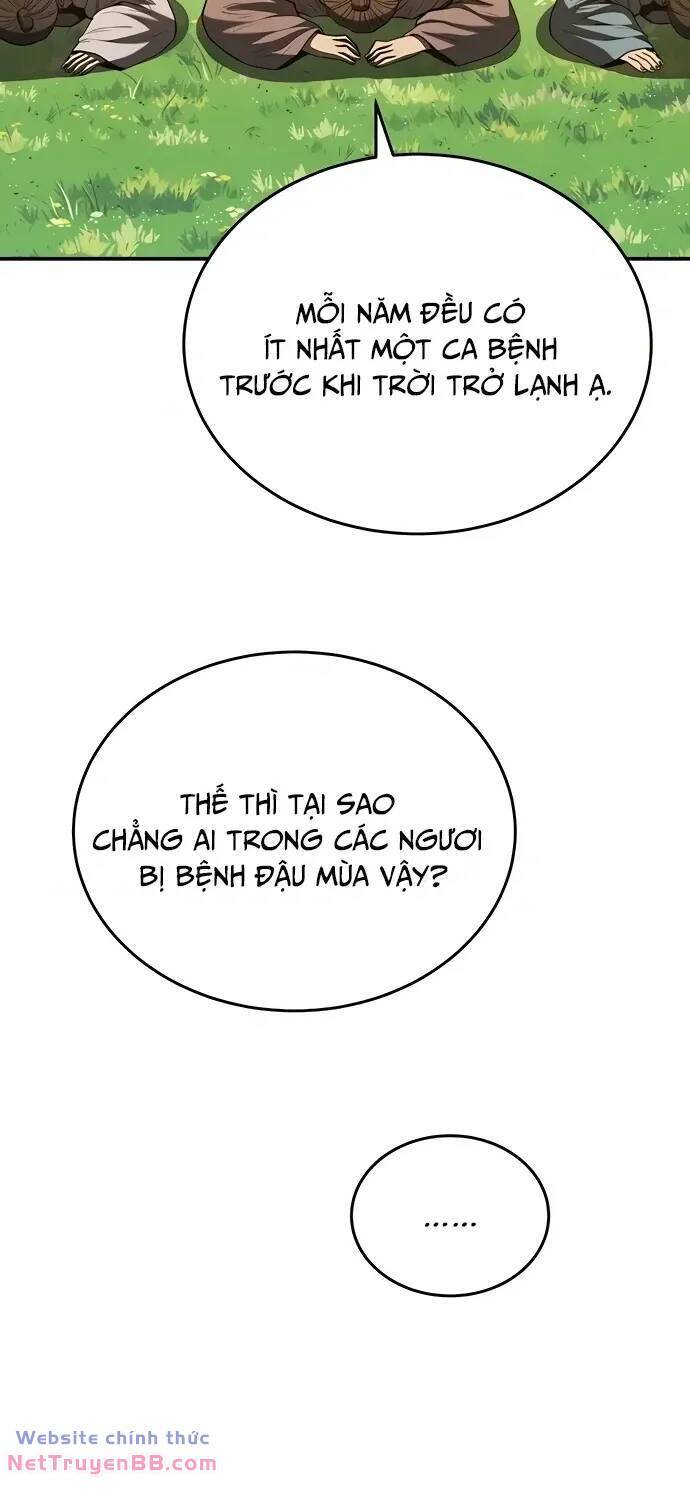 MỖI NĂM ĐỀU CÓ
ÍT NHẤT MỘT CA BỆNH
TRƯỚC KHI TRỜI TRỞ LẠNH Ạ.
THẾ THÌ TẠI SAO
CHẲNG AI TRONG CÁC NGƯƠI
BỊ BỆNH ĐẬU MÙA VẬY?
......
Website chính thức
NetTruyenBB.com